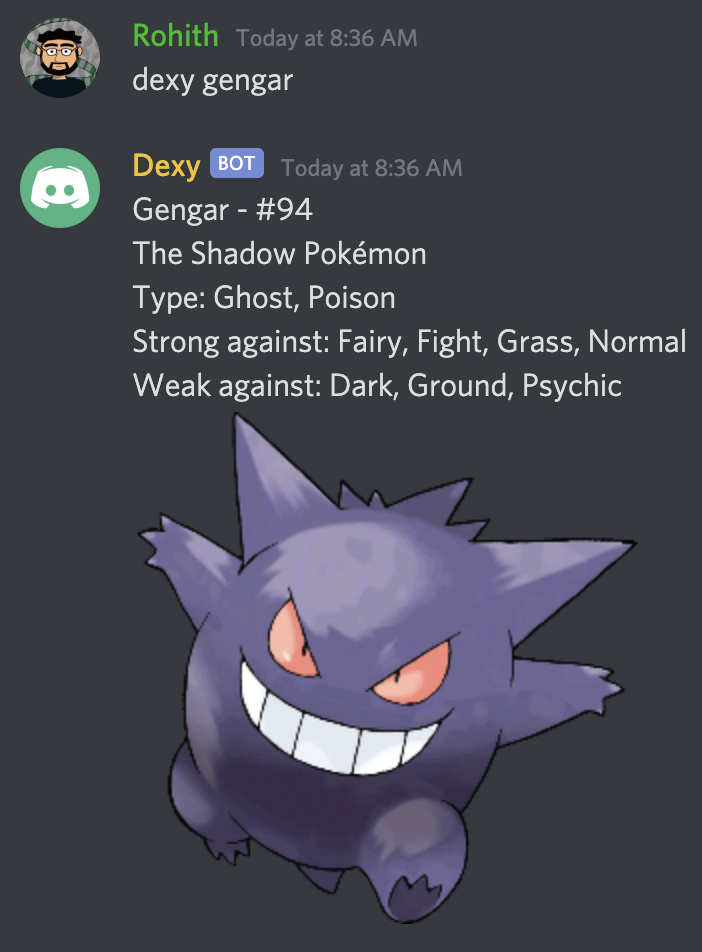 Rohith Today at 8:36 AM
dexy gengar
Dexy BOT Today at 8:36 AM
Gengar - #94
The Shadow Pokémon
Type: Ghost, Poison
Strong against: Fairy, Fight, Grass, Normal
Weak against: Dark, Ground, Psychic